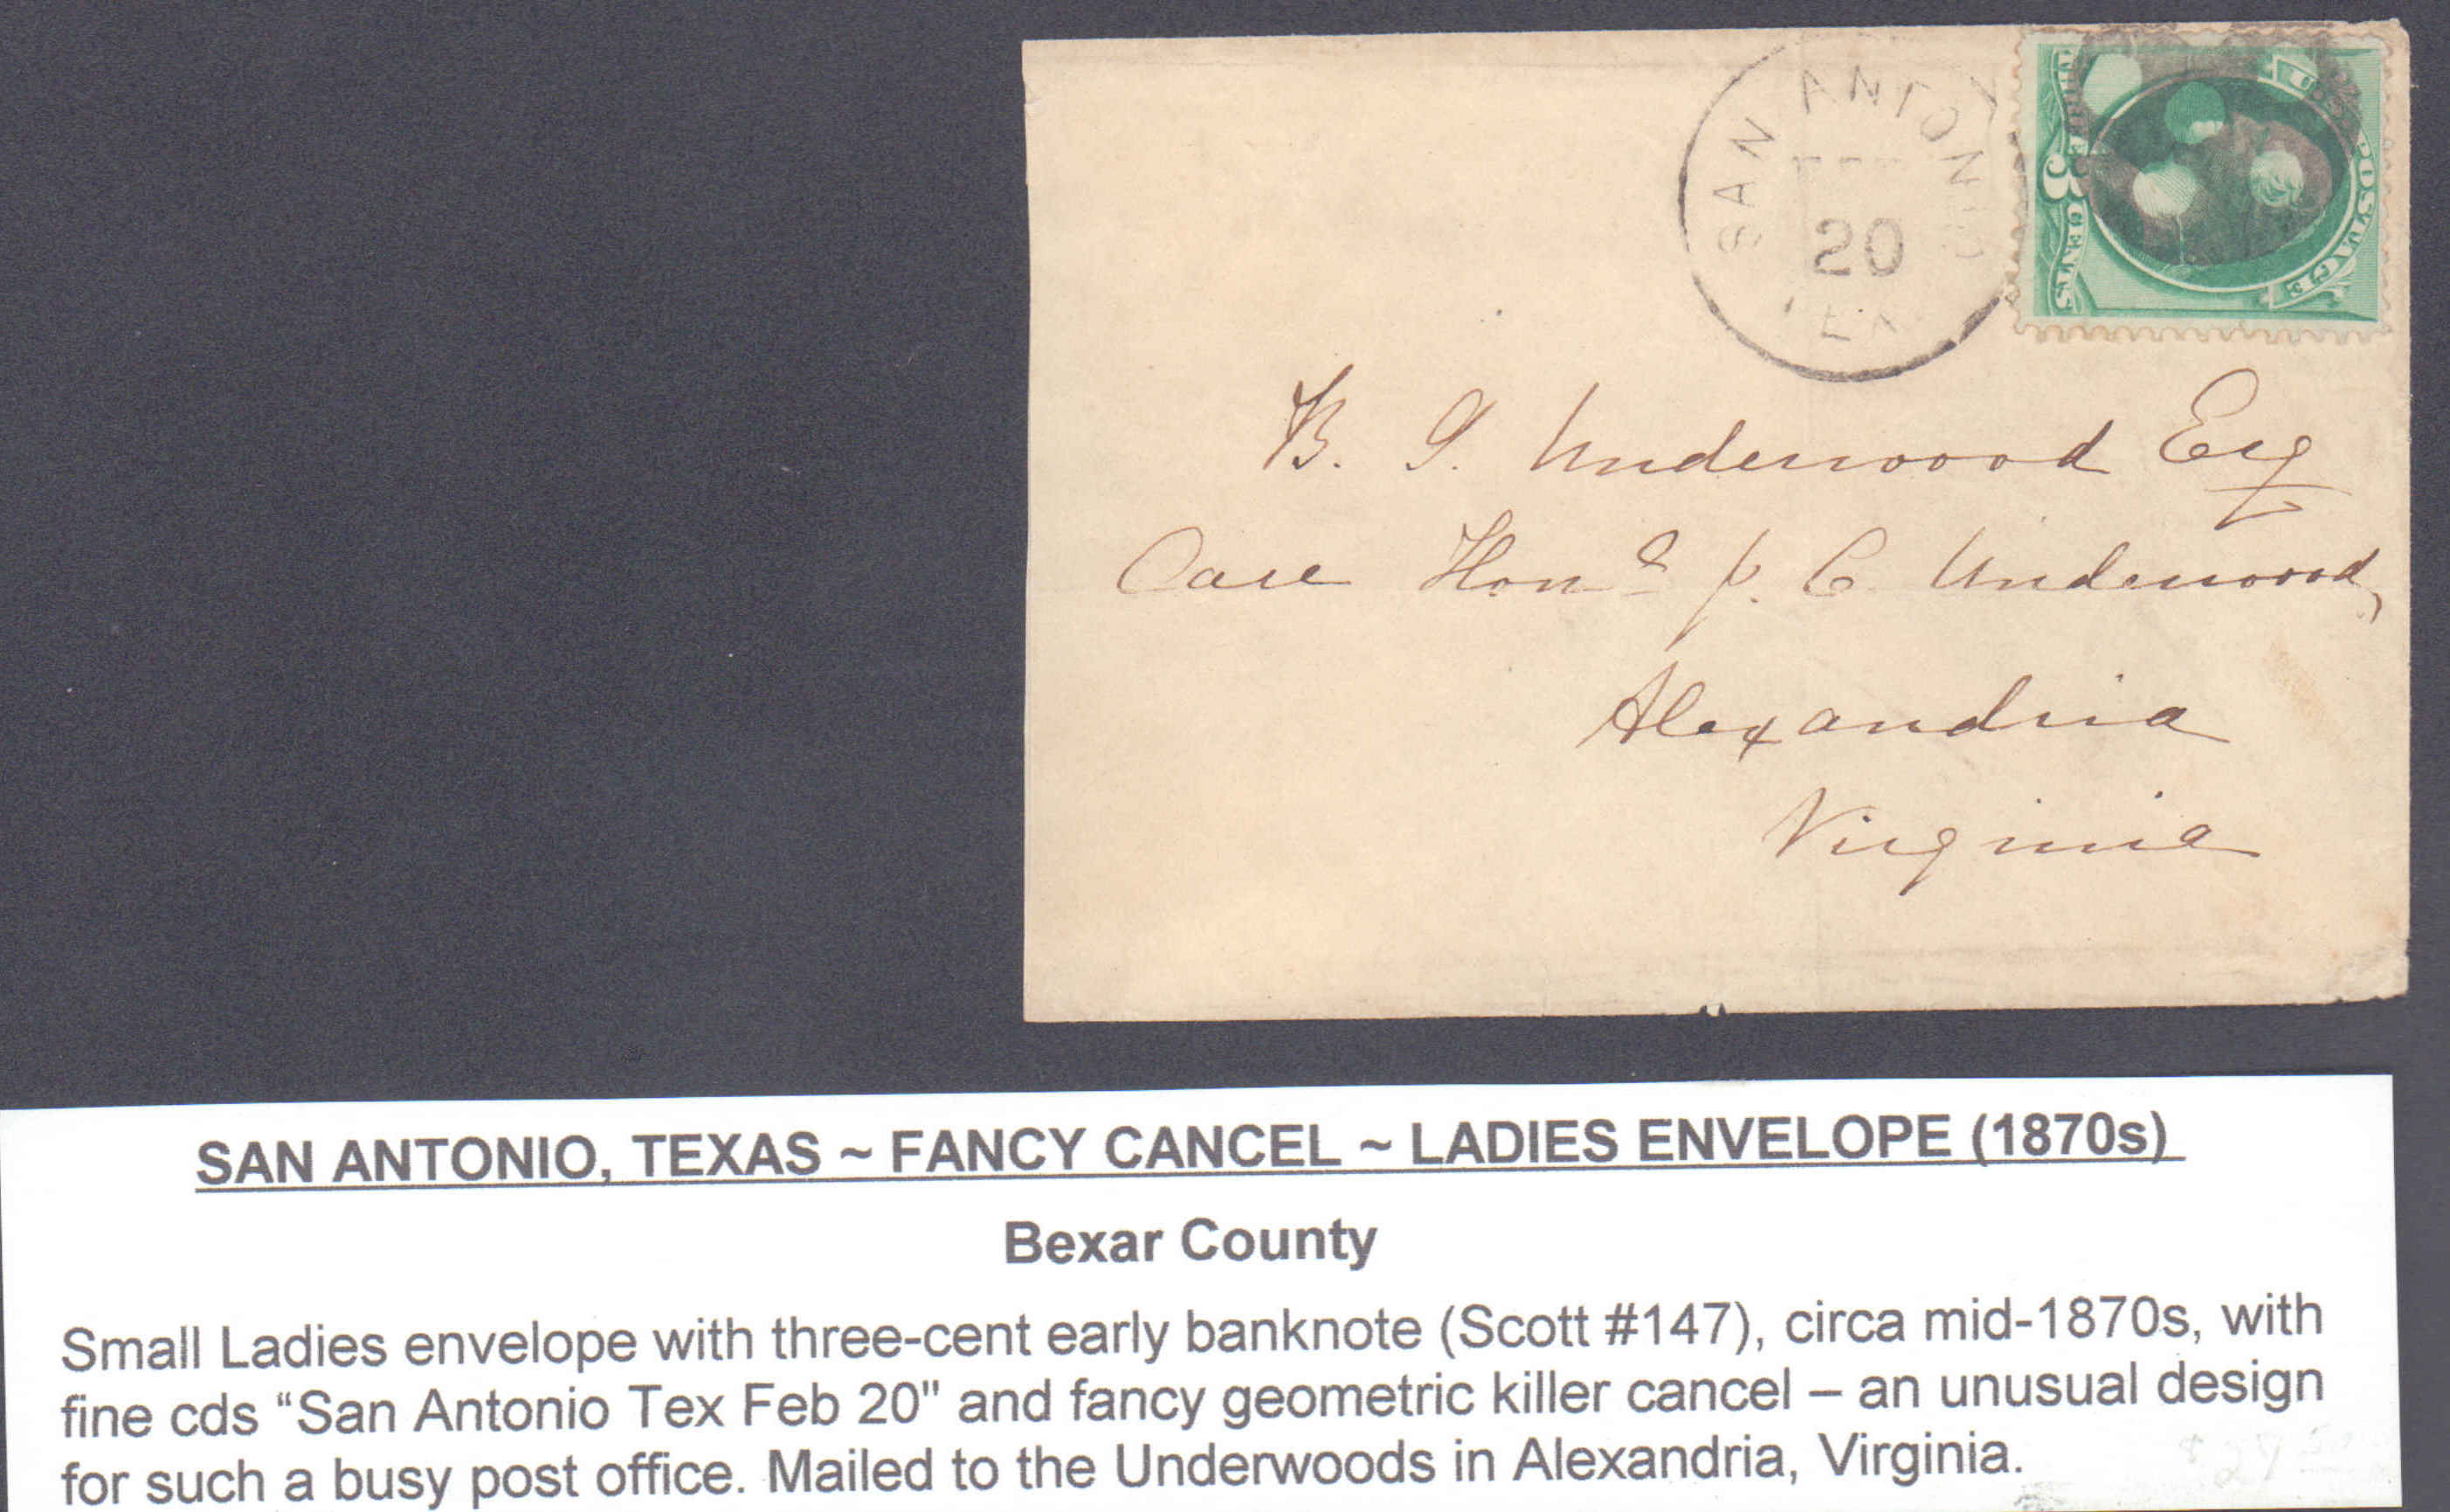 SAN ANTONIO
20
TEX
U.S. POSTAGE
THREE 3 CENTS
B. G. Underwood Esq
Care Hon^e J. C. Underwood,
Alexandria
Virginia
SAN ANTONIO, TEXAS ~ FANCY CANCEL ~ LADIES ENVELOPE (1870s)
Bexar County
Small Ladies envelope with three-cent early banknote (Scott #147), circa mid-1870s, with
fine cds “San Antonio Tex Feb 20" and fancy geometric killer cancel – an unusual design
for such a busy post office. Mailed to the Underwoods in Alexandria, Virginia.